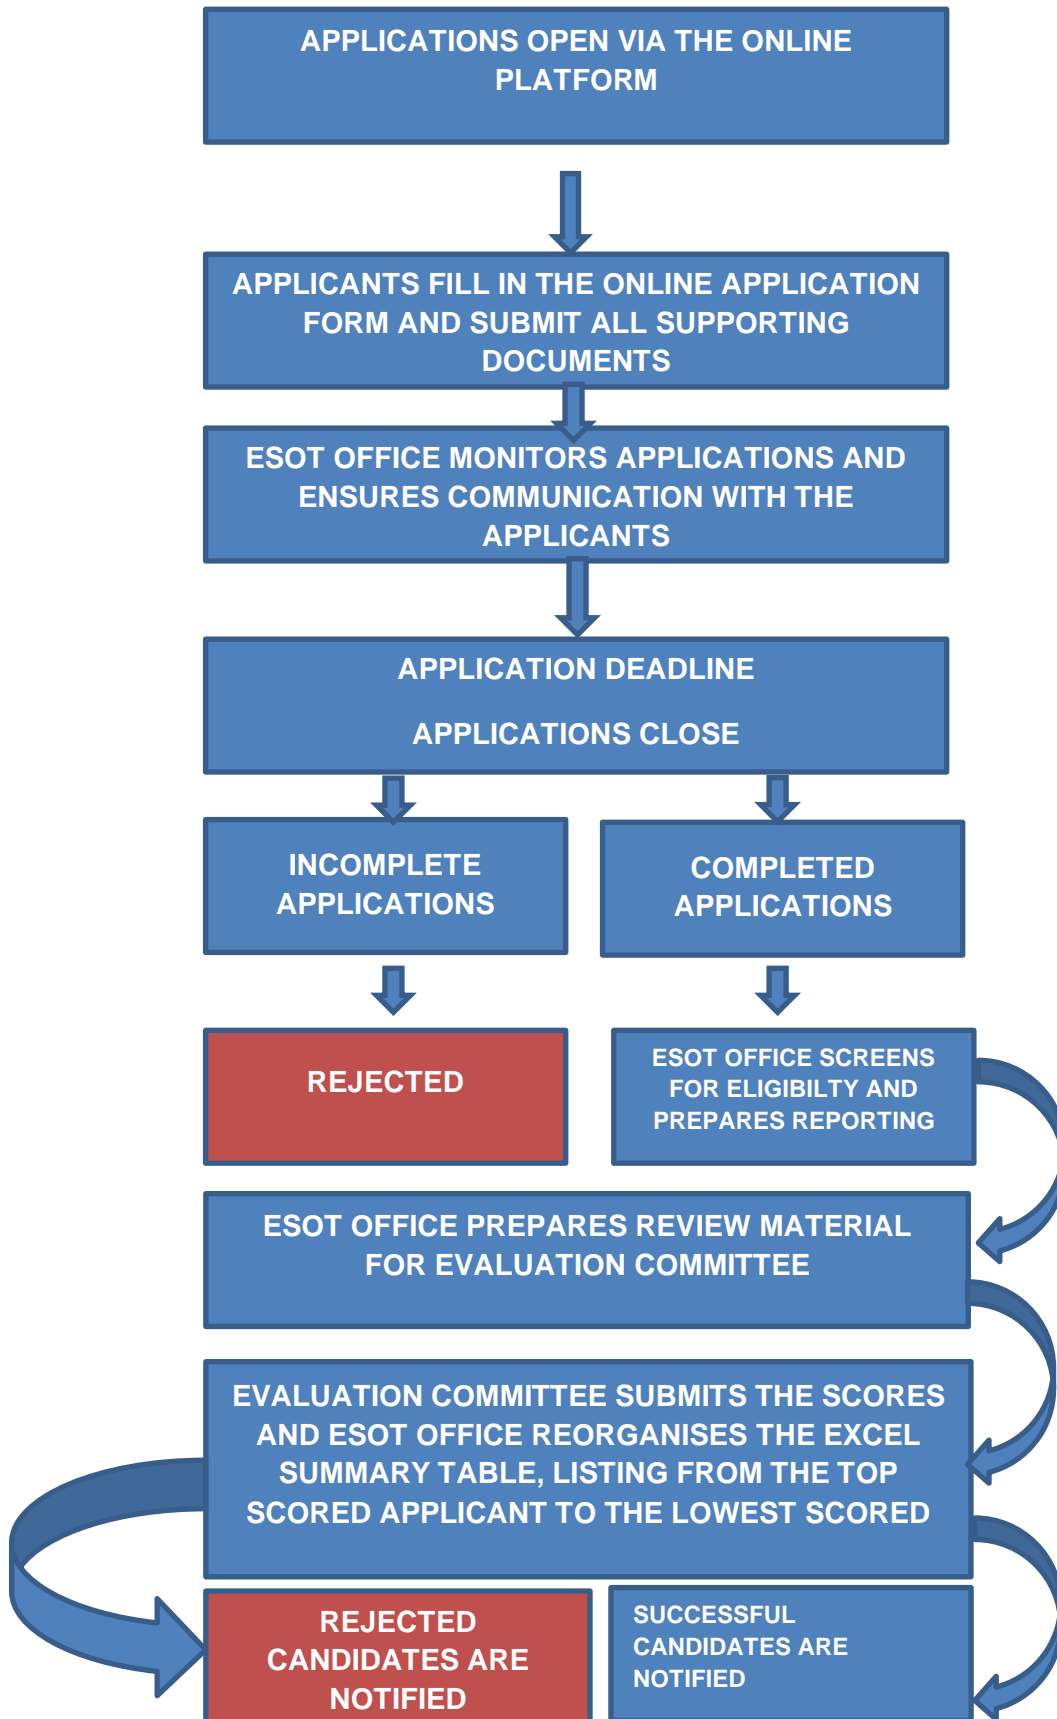 APPLICATIONS OPEN VIA THE ONLINE
PLATFORM
APPLICANTS FILL IN THE ONLINE APPLICATION
FORM AND SUBMIT ALL SUPPORTING
DOCUMENTS
ESOT OFFICE MONITORS APPLICATIONS AND
ENSURES COMMUNICATION WITH THE
APPLICANTS
APPLICATION DEADLINE
APPLICATIONS CLOSE
INCOMPLETE
APPLICATIONS
COMPLETED
APPLICATIONS
REJECTED
ESOT OFFICE SCREENS
FOR ELIGIBILTY AND
PREPARES REPORTING
ESOT OFFICE PREPARES REVIEW MATERIAL
FOR EVALUATION COMMITTEE
EVALUATION COMMITTEE SUBMITS THE SCORES
AND ESOT OFFICE REORGANISES THE EXCEL
SUMMARY TABLE, LISTING FROM THE TOP
SCORED APPLICANT TO THE LOWEST SCORED
REJECTED
CANDIDATES ARE
NOTIFIED
SUCCESSFUL
CANDIDATES ARE
NOTIFIED